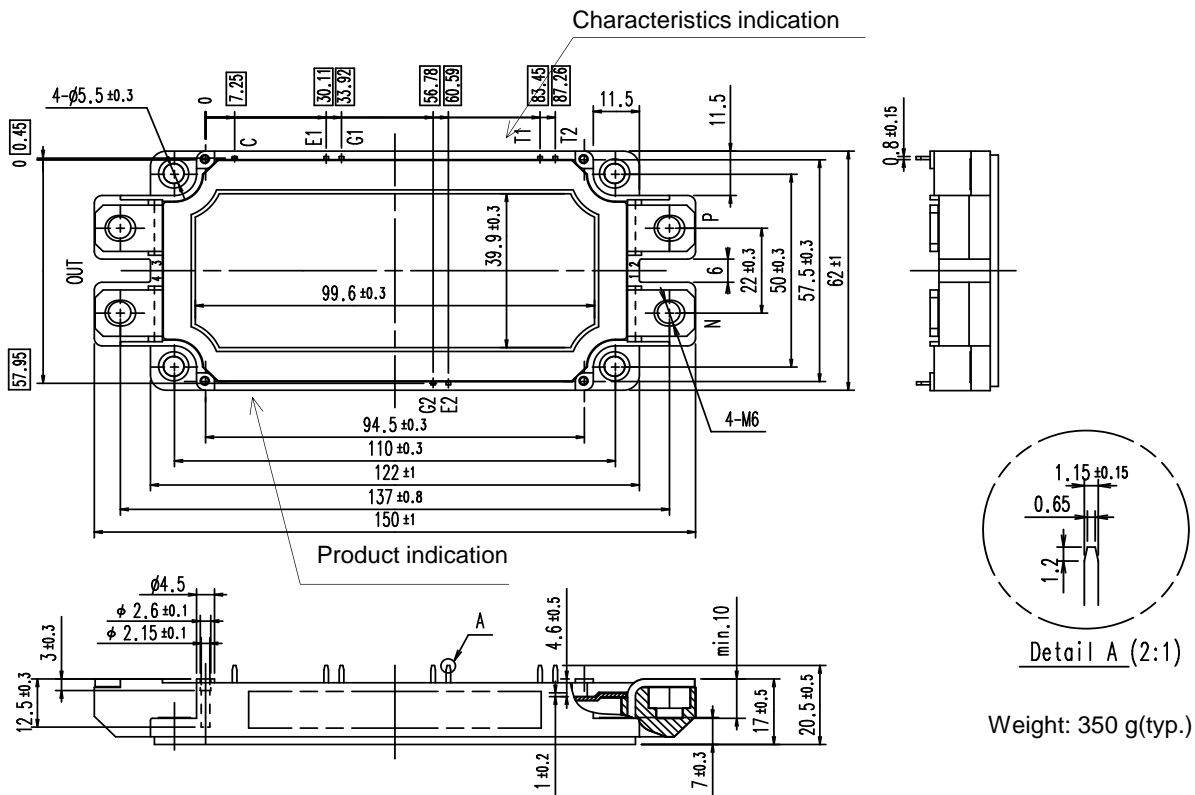 Characteristics indication
4-ø5.5 ±0.3
0
7.25
30.11
33.92
56.78
60.59
83.45
87.26
11.5
11.5
0.8±0.15
0 0.45
C
E1
G1
T1
T2
OUT
P
N
4 3
1 2
39.9 ±0.3
99.6 ±0.3
6
22±0.3
50 ±0.3
57.5 ±0.3
62 ±1
57.95
G2
E2
4-M6
94.5 ±0.3
110 ±0.3
122 ±1
137 ±0.8
150 ±1
Product indication
1.15 ±0.15
0.65
1.2
Detail A (2:1)
ø4.5
ø 2.6 ±0.1
ø 2.15 ±0.1
3 ±0.3
12.5 ±0.3
A
4.6 ±0.5
min.10
17 ±0.5
20.5 ±0.5
1 ±0.2
7 ±0.3
Weight: 350 g(typ.)